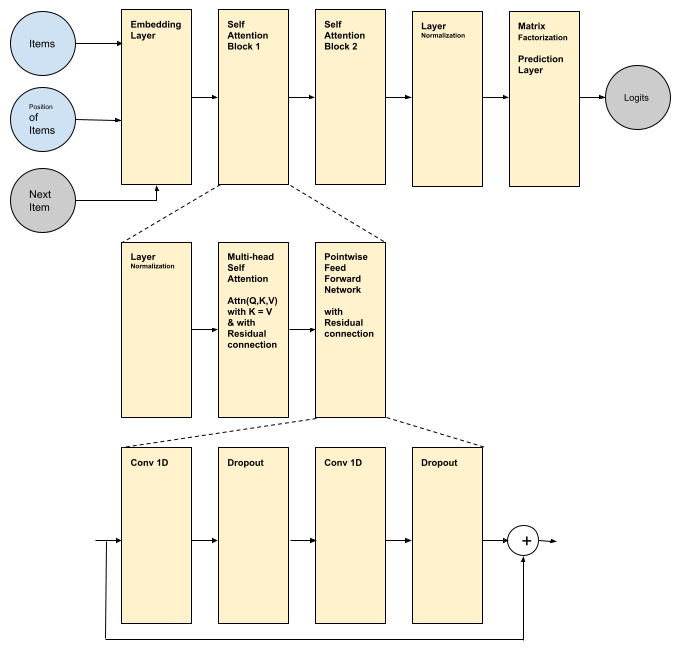 Items
Position
of
Items
Next
Item
Embedding
Layer
Self
Attention
Block 1
Self
Attention
Block 2
Layer
Normalization
Matrix
Factorization
Prediction
Layer
Logits
Layer
Normalization
Multi-head
Self
Attention
Attn(Q,K,V)
with K = V
& with
Residual
connection
Pointwise
Feed
Forward
Network
with
Residual
connection
Conv 1D
Dropout
Conv 1D
Dropout
+